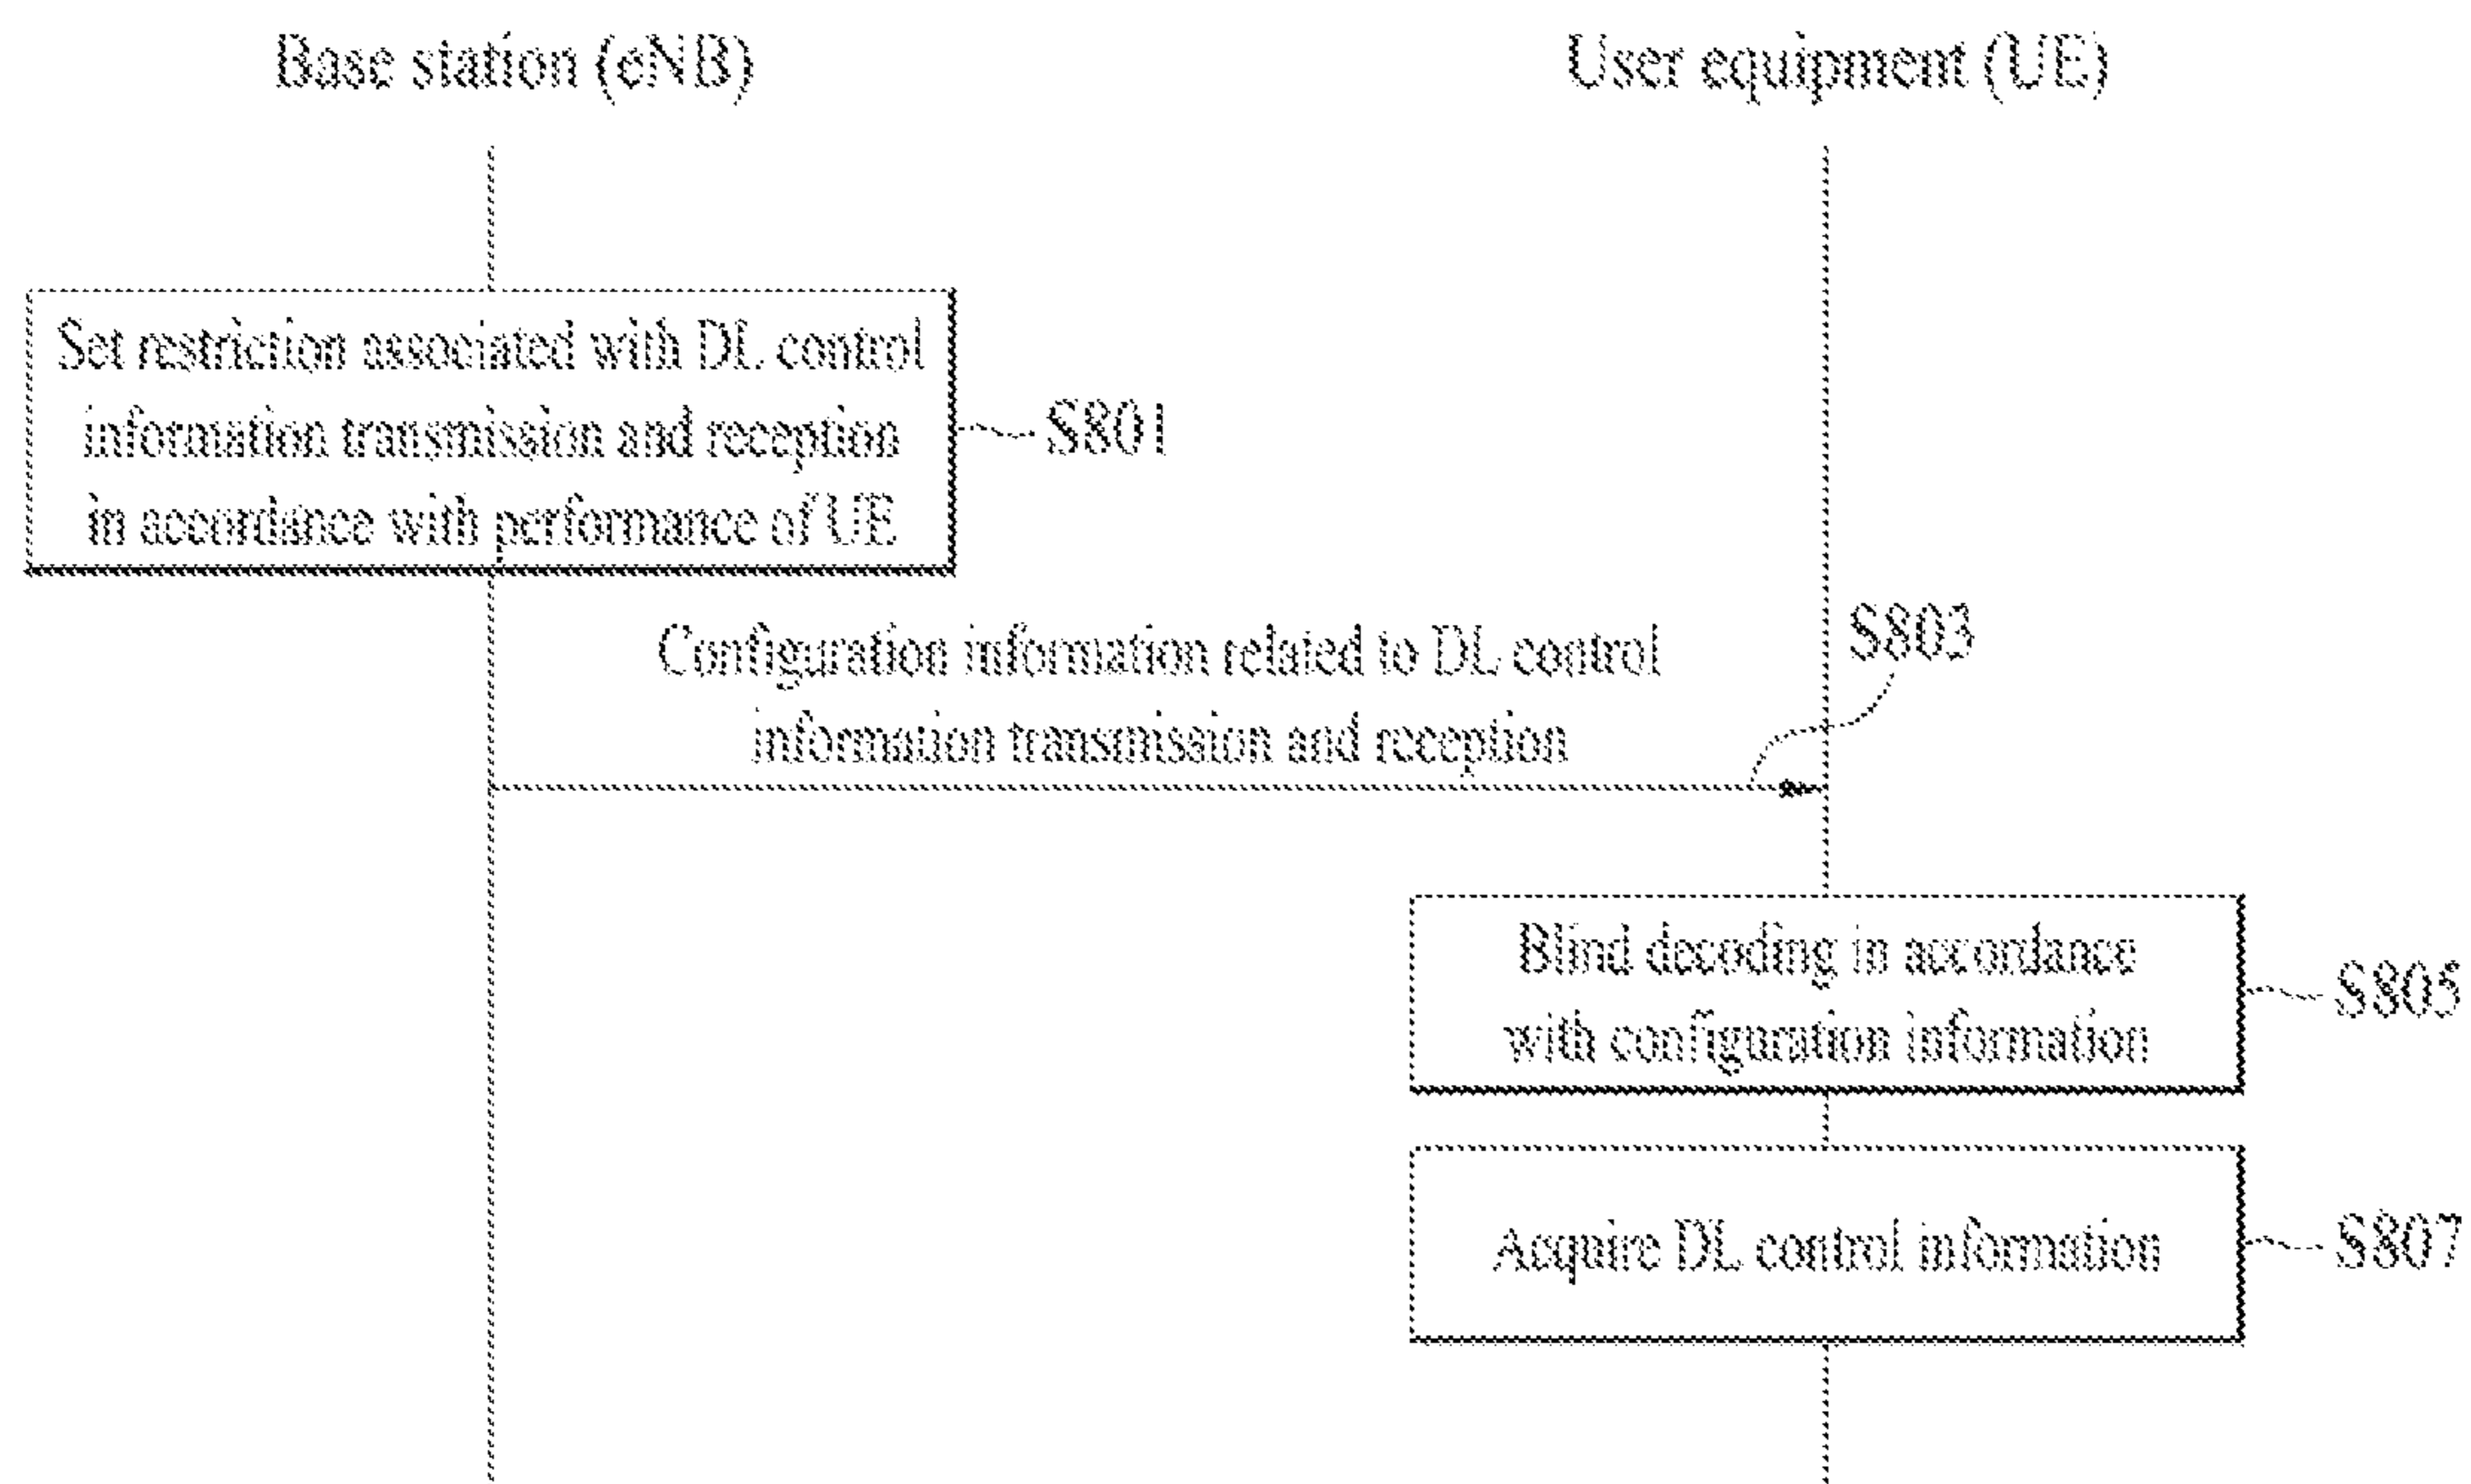 Base station (eNB)
User equipment (UE)
Set restriction associated with DL control
information transmission and reception
in accordance with performance of UE
S801
Configuration information related to DL control
information transmission and reception
S803
Blind decoding in accordance
with configuration information
S805
Acquire DL control information
S807